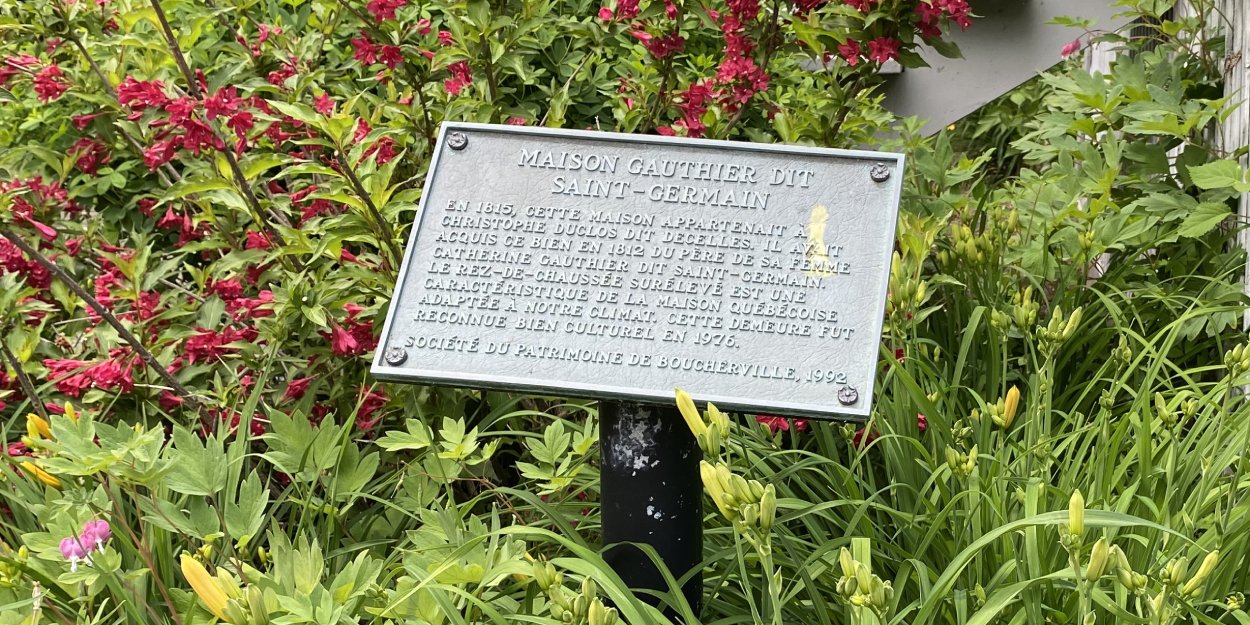 MAISON GAUTHIER DIT
SAINT-GERMAIN
EN 1815, CETTE MAISON APPARTENAIT À
CHRISTOPHE DUCLOS DIT DECELLES. IL AVAIT
ACQUIS CE BIEN EN 1812 DU PÈRE DE SA FEMME
CATHERINE GAUTHIER DIT SAINT-GERMAIN.
LE REZ-DE-CHAUSSÉE SURÉLEVÉ EST UNE
CARACTÉRISTIQUE DE LA MAISON QUÉBÉCOISE
ADAPTÉE À NOTRE CLIMAT. CETTE DEMEURE FUT
RECONNUE BIEN CULTUREL EN 1976.
SOCIÉTÉ DU PATRIMOINE DE BOUCHERVILLE, 1992